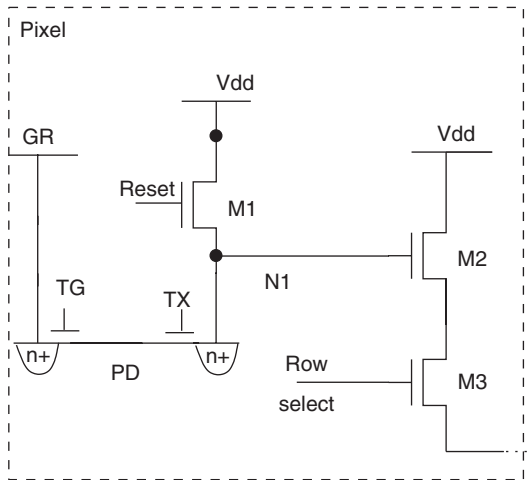 Pixel
Vdd
GR
Vdd
Reset
M1
M2
N1
TG
TX
n+
n+
PD
Row
select
M3